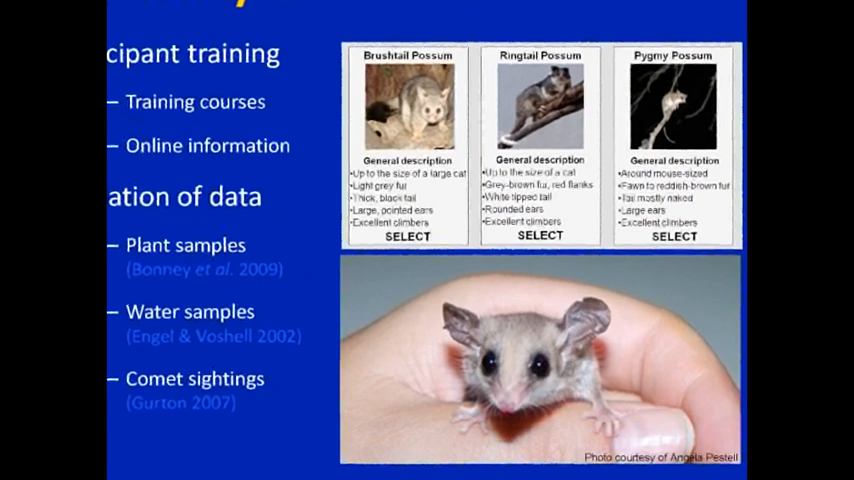 cipant training
– Training courses
– Online information
ation of data
– Plant samples
(Bonney et al. 2009)
– Water samples
(Engel & Voshell 2002)
– Comet sightings
(Gurton 2007)
Brushtail Possum
General description
•Up to the size of a large cat
•Light grey fur
•Thick, black tail
•Large, pointed ears
•Excellent climbers
SELECT
Ringtail Possum
General description
•Up to the size of a cat
•Grey-brown fur, red flanks
•White tipped tail
•Rounded ears
•Excellent climbers
SELECT
Pygmy Possum
General description
•Around mouse-sized
•Fawn to reddish-brown fur
•Tail mostly naked
•Large ears
•Excellent climbers
SELECT
Photo courtesy of Angela Pestell